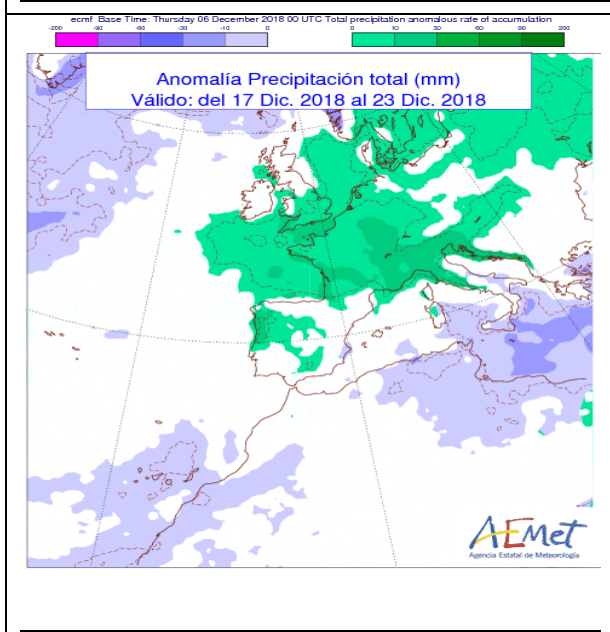 ecmf Base Time: Thursday 06 December 2018 00 UTC Total precipitation anomalous rate of accumulation
-200 -90 -60 -30 -10 0 0 10 30 60 90 200
Anomalía Precipitación total (mm)
Válido: del 17 Dic. 2018 al 23 Dic. 2018
AEMet
Agencia Estatal de Meteorología